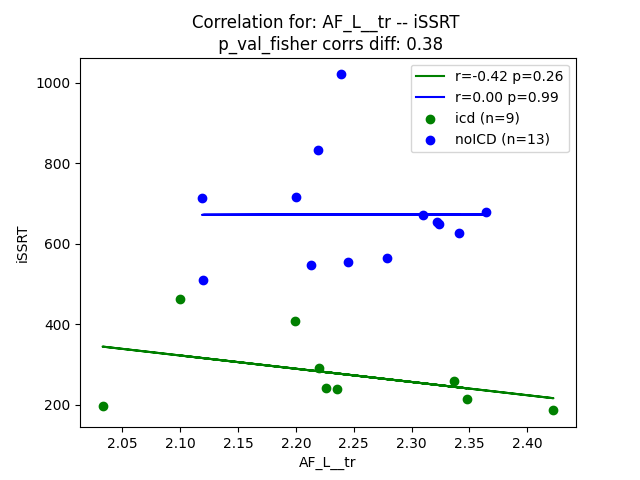 Correlation for: AF_L__tr -- iSSRT
p_val_fisher corrs diff: 0.38
r=-0.42 p=0.26
r=0.00 p=0.99
icd (n=9)
noICD (n=13)
iSSRT
1000
800
600
400
200
2.05 2.10 2.15 2.20 2.25 2.30 2.35 2.40
AF_L__tr